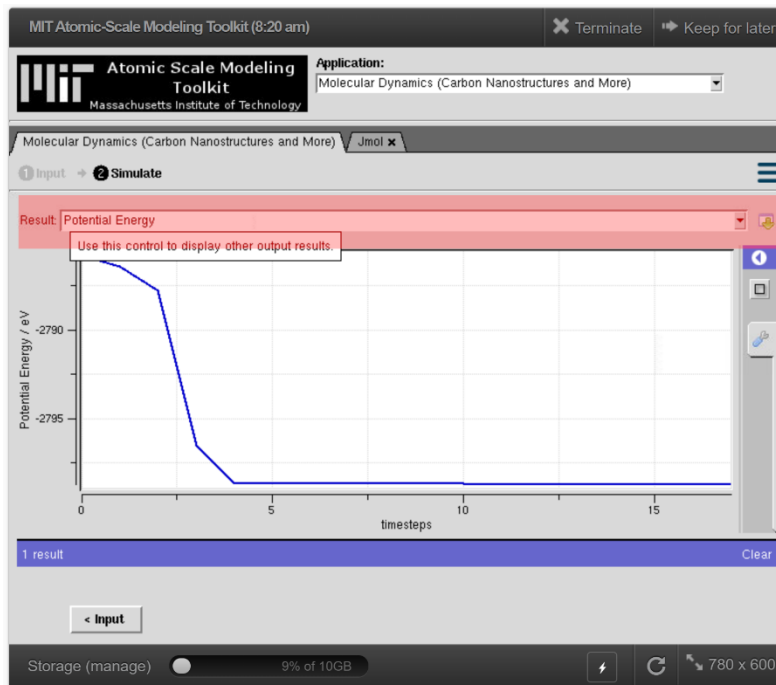 MIT Atomic-Scale Modeling Toolkit (8:20 am)
Terminate
Keep for later
Atomic Scale Modeling
Toolkit
Massachusetts Institute of Technology
Application:
Molecular Dynamics (Carbon Nanostructures and More)
Molecular Dynamics (Carbon Nanostructures and More)
Jmol
1 Input → 2 Simulate
Result: Potential Energy
Use this control to display other output results.
Potential Energy / eV
-2790
-2795
0 5 10 15
timesteps
1 result
Clear
< Input
Storage (manage)
9% of 10GB
780 x 600